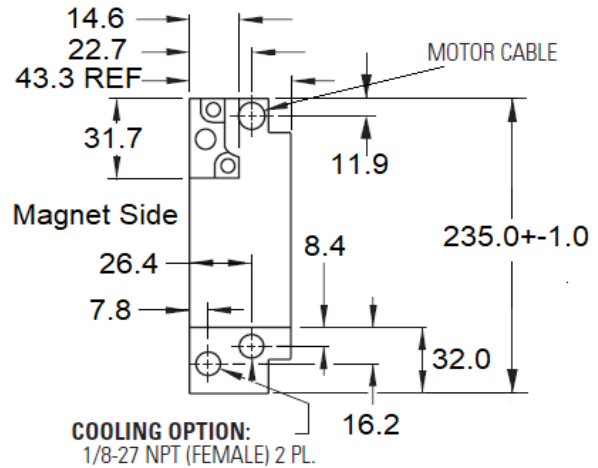 14.6
22.7
43.3 REF
MOTOR CABLE
31.7
11.9
Magnet Side
8.4
235.0+-1.0
26.4
7.8
32.0
16.2
COOLING OPTION:
1/8-27 NPT (FEMALE) 2 PL.